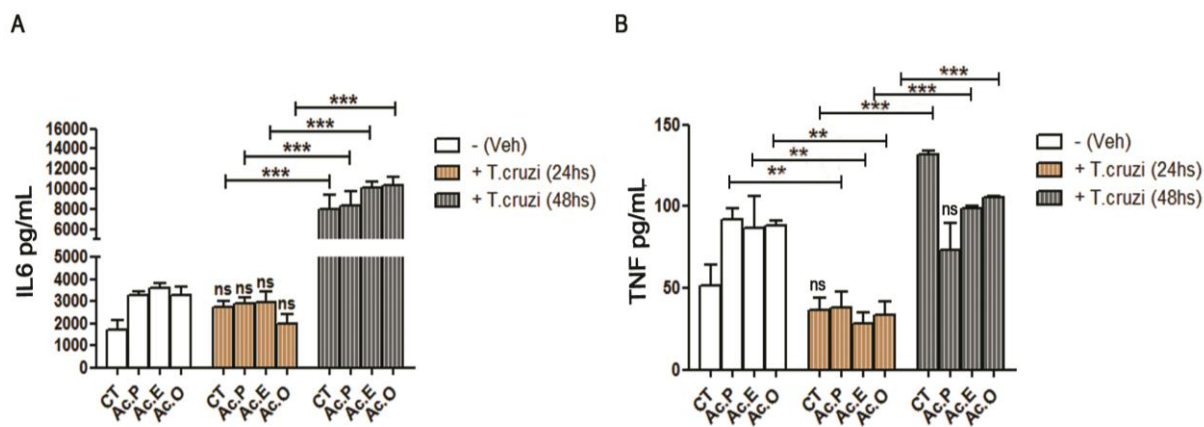 A
IL6 pg/mL
16000
14000
12000
10000
8000
6000
5000
4000
3000
2000
1000
0
***
***
***
***
ns
ns
ns
ns
CT
Ac.P
Ac.E
Ac.O
CT
Ac.P
Ac.E
Ac.O
CT
Ac.P
Ac.E
Ac.O
- (Veh)
+ T.cruzi (24hs)
+ T.cruzi (48hs)
B
TNF pg/mL
150
100
50
0
***
***
***
**
**
**
ns
ns
CT
Ac.P
Ac.E
Ac.O
CT
Ac.P
Ac.E
Ac.O
CT
Ac.P
Ac.E
Ac.O
- (Veh)
+ T.cruzi (24hs)
+ T.cruzi (48hs)